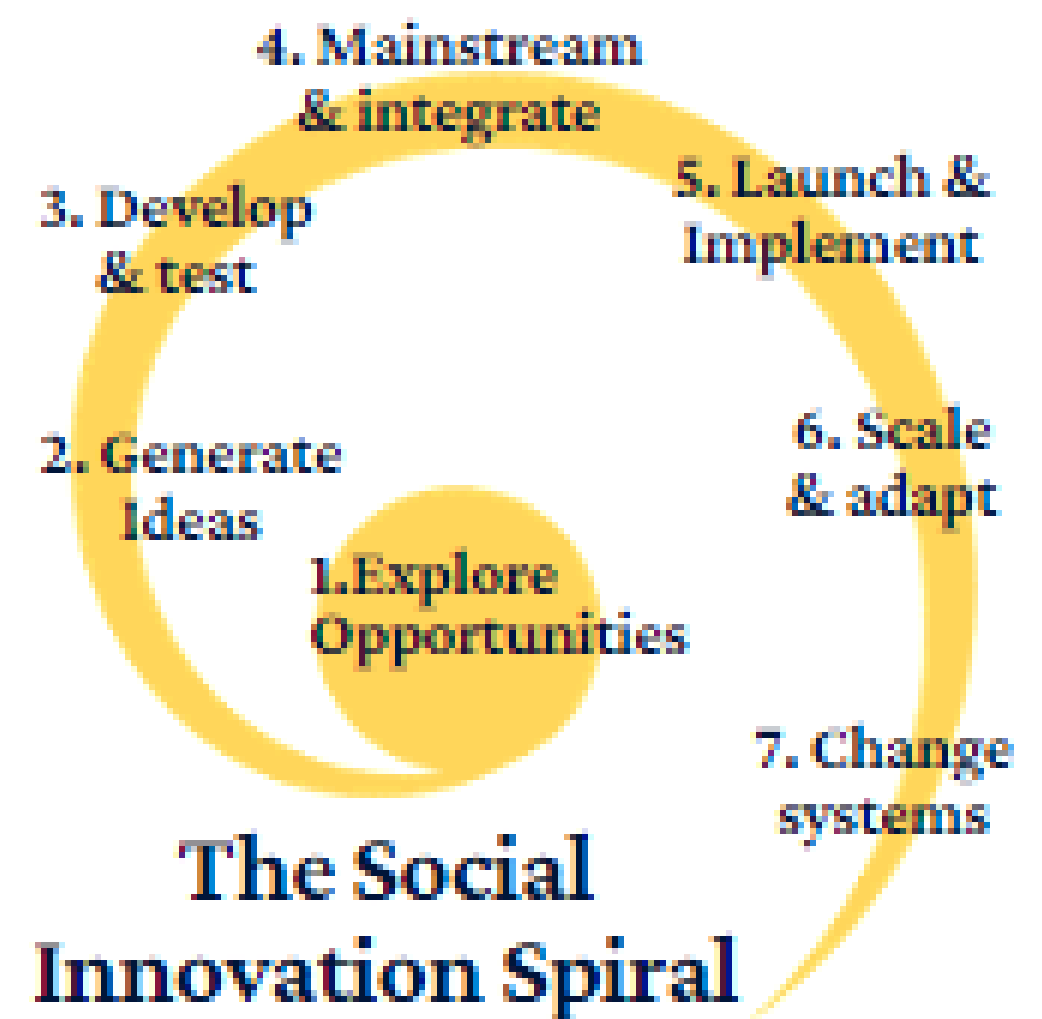 4. Mainstream
& integrate
5. Launch &
Implement
3. Develop
& test
6. Scale
& adapt
2. Generate
Ideas
1.Explore
Opportunities
7. Change
systems
The Social
Innovation Spiral